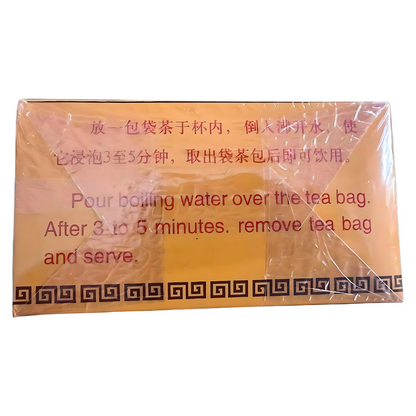 放一包袋茶于杯内，倒入沸开水，使
它浸泡3至5分钟，取出袋茶包后即可饮用。
Pour boiling water over the tea bag.
After 3 to 5 minutes. remove tea bag
and serve.